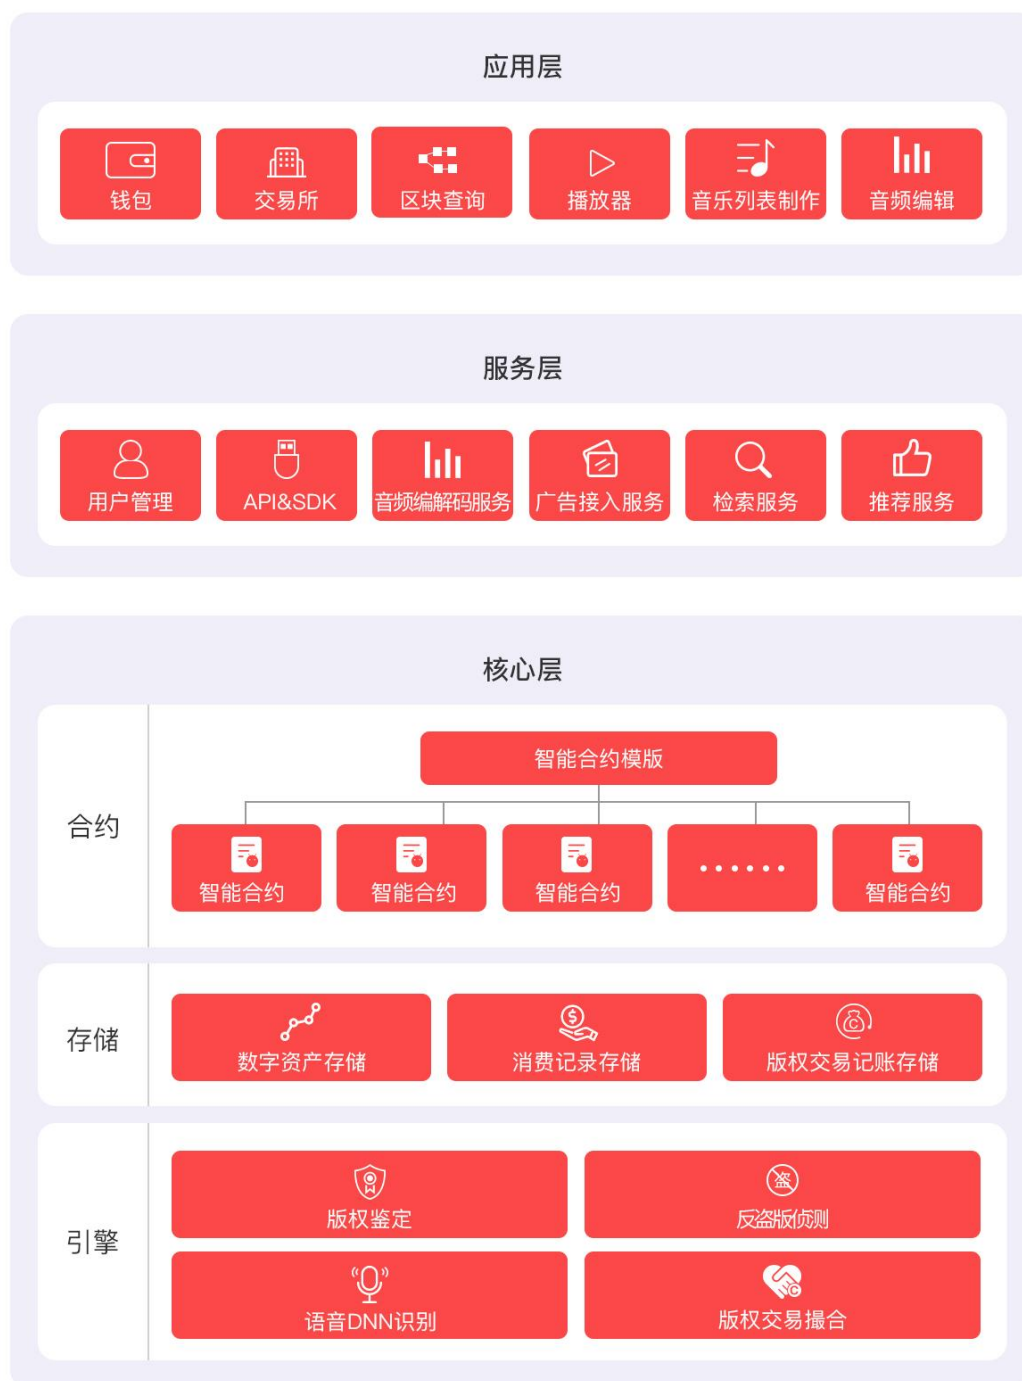 应用层
钱包
交易所
区块查询
播放器
音乐列表制作
音频编辑
服务层
用户管理
API&SDK
音频编解码服务
广告接入服务
检索服务
推荐服务
核心层
合约
智能合约模版
智能合约
智能合约
智能合约
······
智能合约
存储
数字资产存储
消费记录存储
版权交易记账存储
引擎
版权鉴定
盗
反盗版侦测
语音DNN识别
版权交易撮合